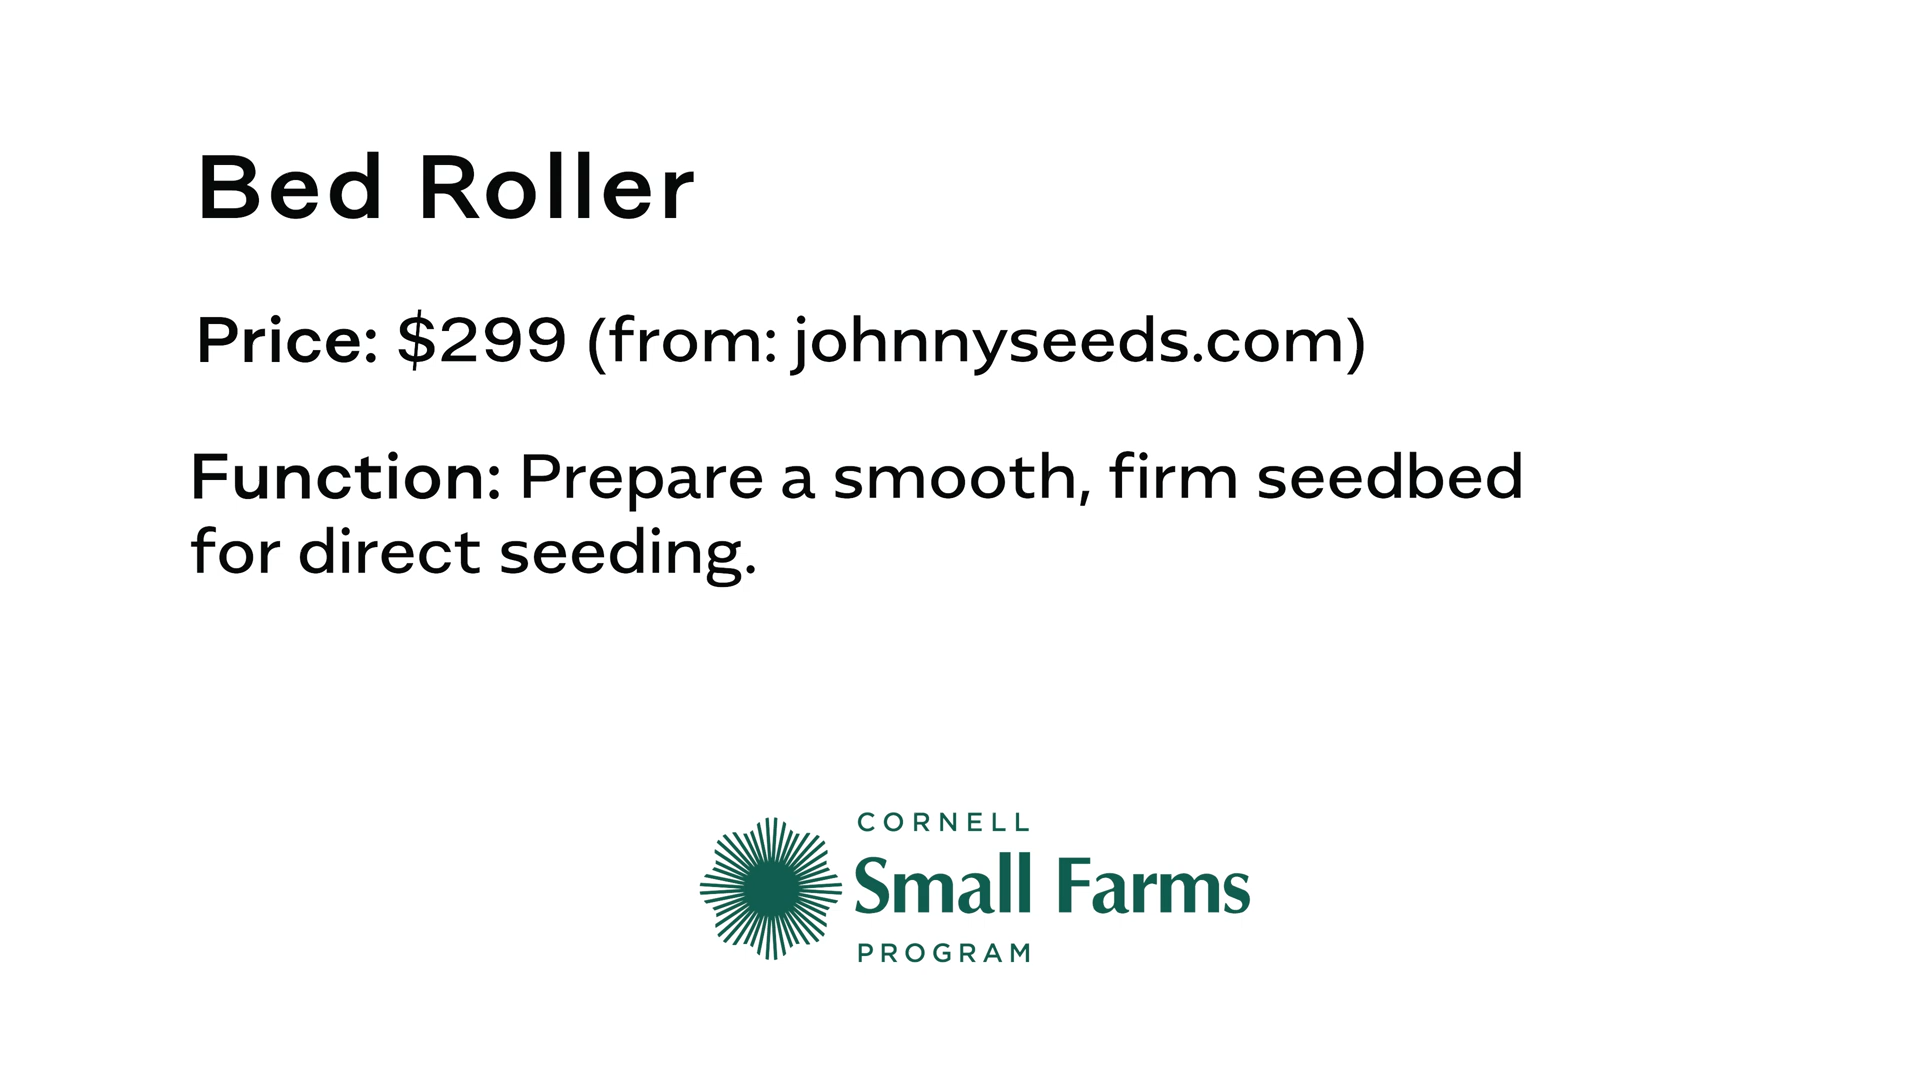 Bed Roller
Price: $299 (from: johnnyseeds.com)
Function: Prepare a smooth, firm seedbed
for direct seeding.
CORNELL
Small Farms
PROGRAM